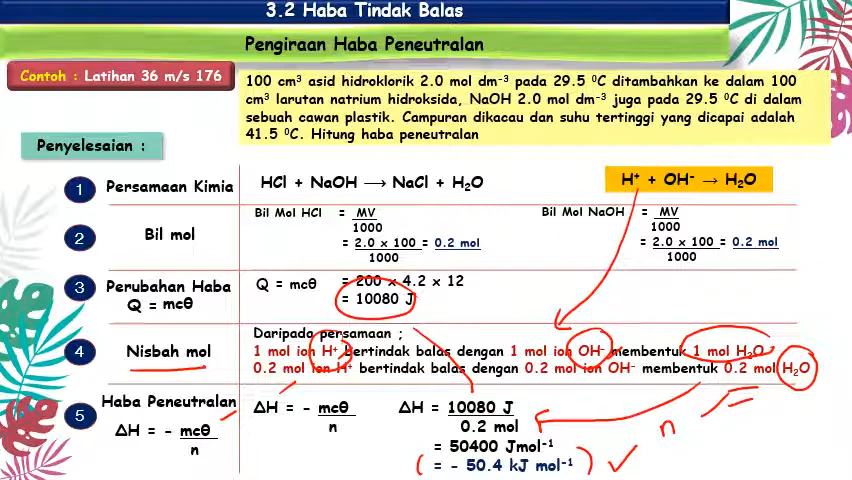 3.2 Haba Tindak Balas
Pengiraan Haba Peneutralan
Contoh : Latihan 36 m/s 176
100 cm³ asid hidroklorik 2.0 mol dm⁻³ pada 29.5 ⁰C ditambahkan ke dalam 100
cm³ larutan natrium hidroksida, NaOH 2.0 mol dm⁻³ juga pada 29.5 ⁰C di dalam
sebuah cawan plastik. Campuran dikacau dan suhu tertinggi yang dicapai adalah
41.5 ⁰C. Hitung haba peneutralan
Penyelesaian :
1 Persamaan Kimia HCl + NaOH → NaCl + H₂O H⁺ + OH⁻ → H₂O
2 Bil mol
Bil Mol HCl = MV
1000
= 2.0 x 100 = 0.2 mol
1000
Bil Mol NaOH = MV
1000
= 2.0 x 100 = 0.2 mol
1000
3 Perubahan Haba
Q = mcθ
Q = mcθ = 200 x 4.2 x 12
= 10080 J
4 Nisbah mol
Daripada persamaan ;
1 mol ion H⁺ bertindak balas dengan 1 mol ion OH⁻ membentuk 1 mol H₂O
0.2 mol ion H⁺ bertindak balas dengan 0.2 mol ion OH⁻ membentuk 0.2 mol H₂O
5 Haba Peneutralan
ΔH = - mcθ
n
ΔH = - mcθ
n
ΔH = 10080 J
0.2 mol
= 50400 Jmol⁻¹
( = - 50.4 kJ mol⁻¹ ) ✓
n =